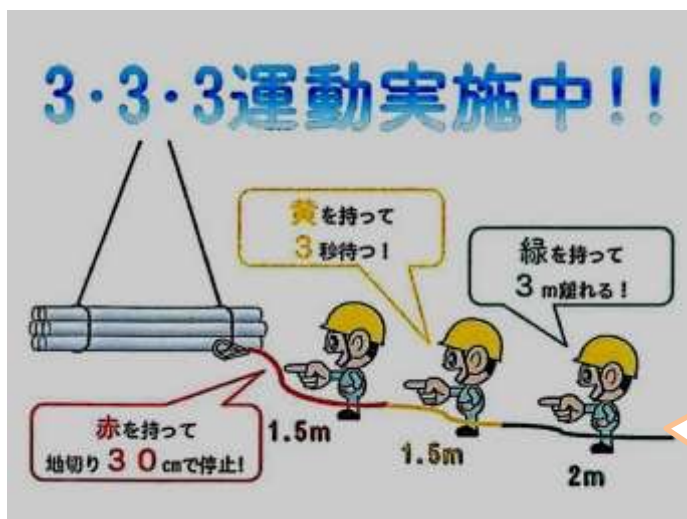 3・3・3運動実施中!!
黄を持って
3秒待つ!
緑を持って
3m離れる!
赤を持って
地切り30cmで停止!
1.5m
1.5m
2m